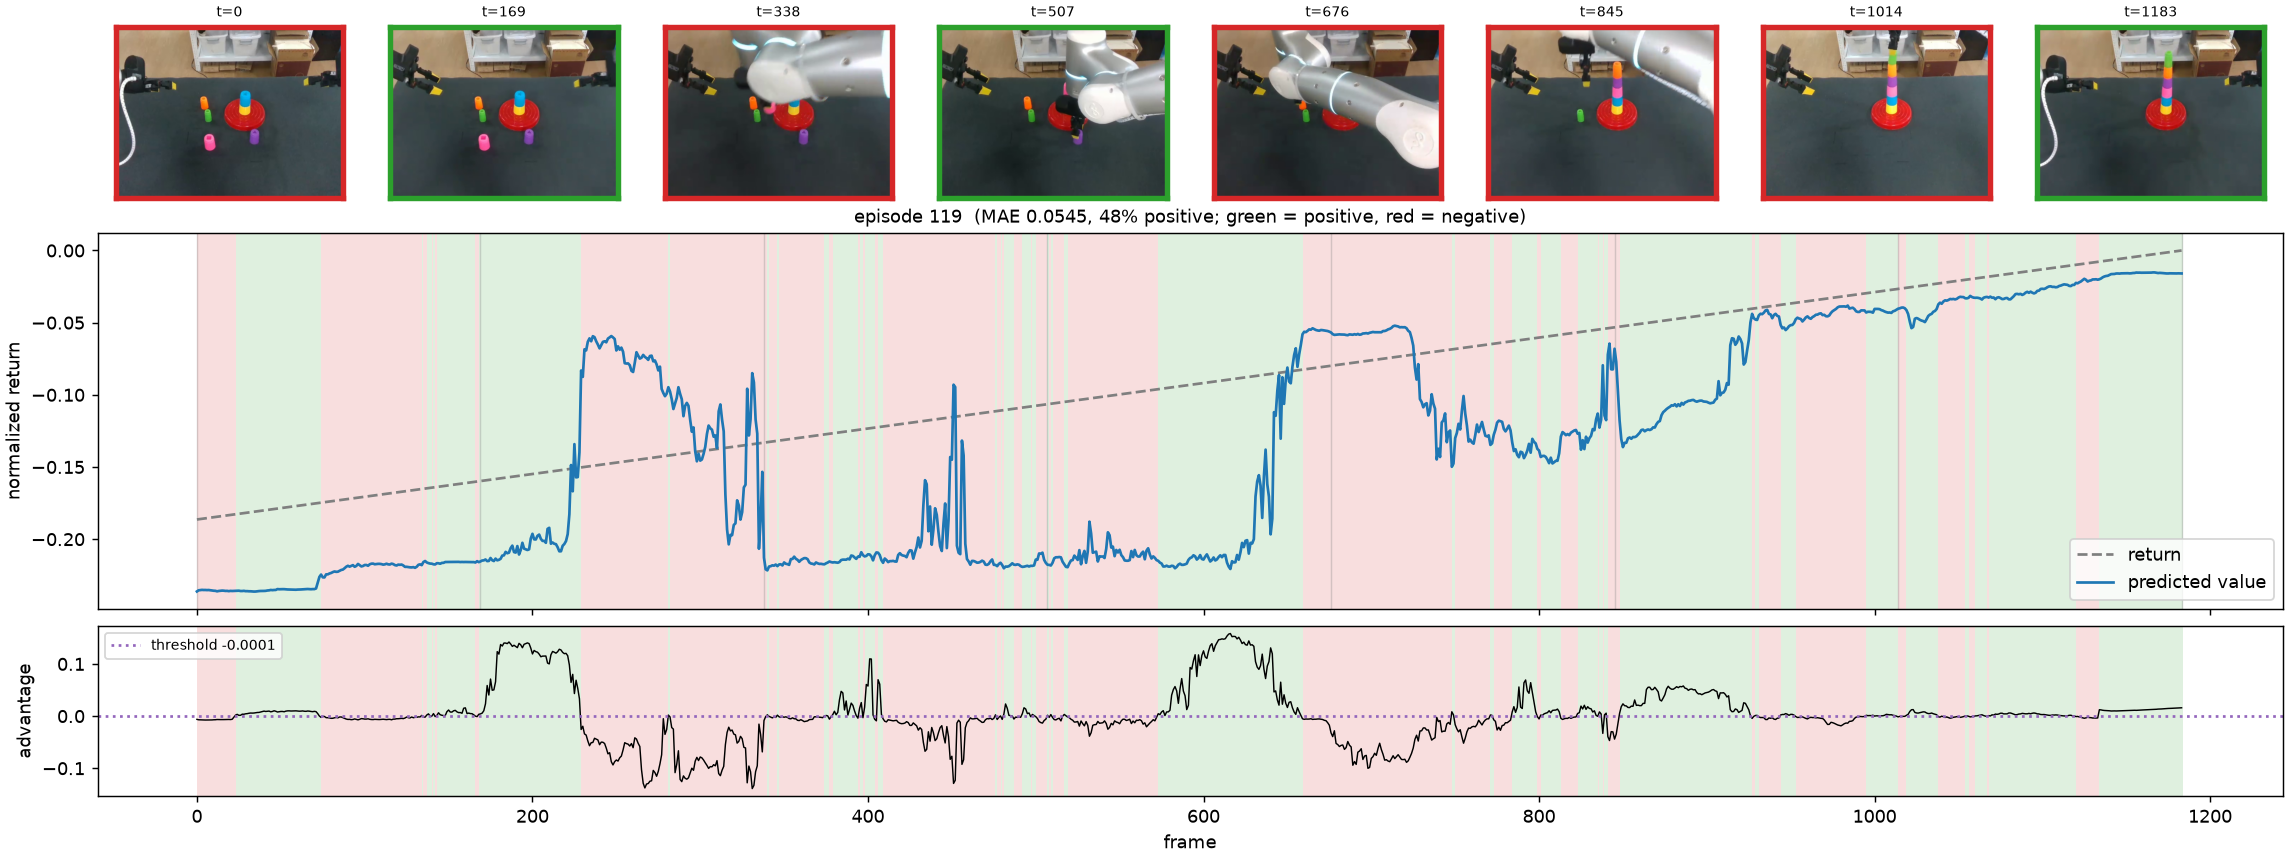 t=0 t=169 t=338 t=507 t=676 t=845 t=1014 t=1183
episode 119 (MAE 0.0545, 48% positive; green = positive, red = negative)
0.00
−0.05
−0.10
−0.15
−0.20
normalized return
return
predicted value
threshold -0.0001
0.1
0.0
−0.1
advantage
0 200 400 600 800 1000 1200
frame